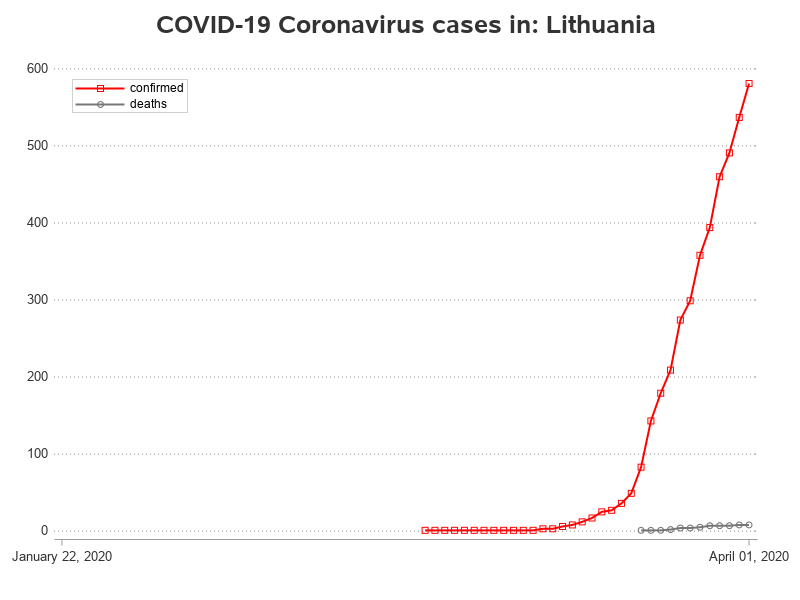 COVID-19 Coronavirus cases in: Lithuania
600
confirmed
deaths
500
400
300
200
100
0
January 22, 2020
April 01, 2020